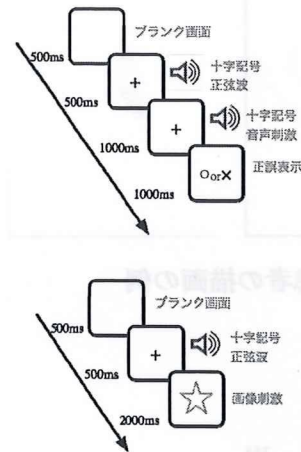 ブランク画面
500ms
十字記号
正弦波
+
500ms
十字記号
音声刺激
+
1000ms
正誤表示
Oor×
1000ms
ブランク画面
500ms
十字記号
正弦波
+
500ms
画像刺激
2000ms